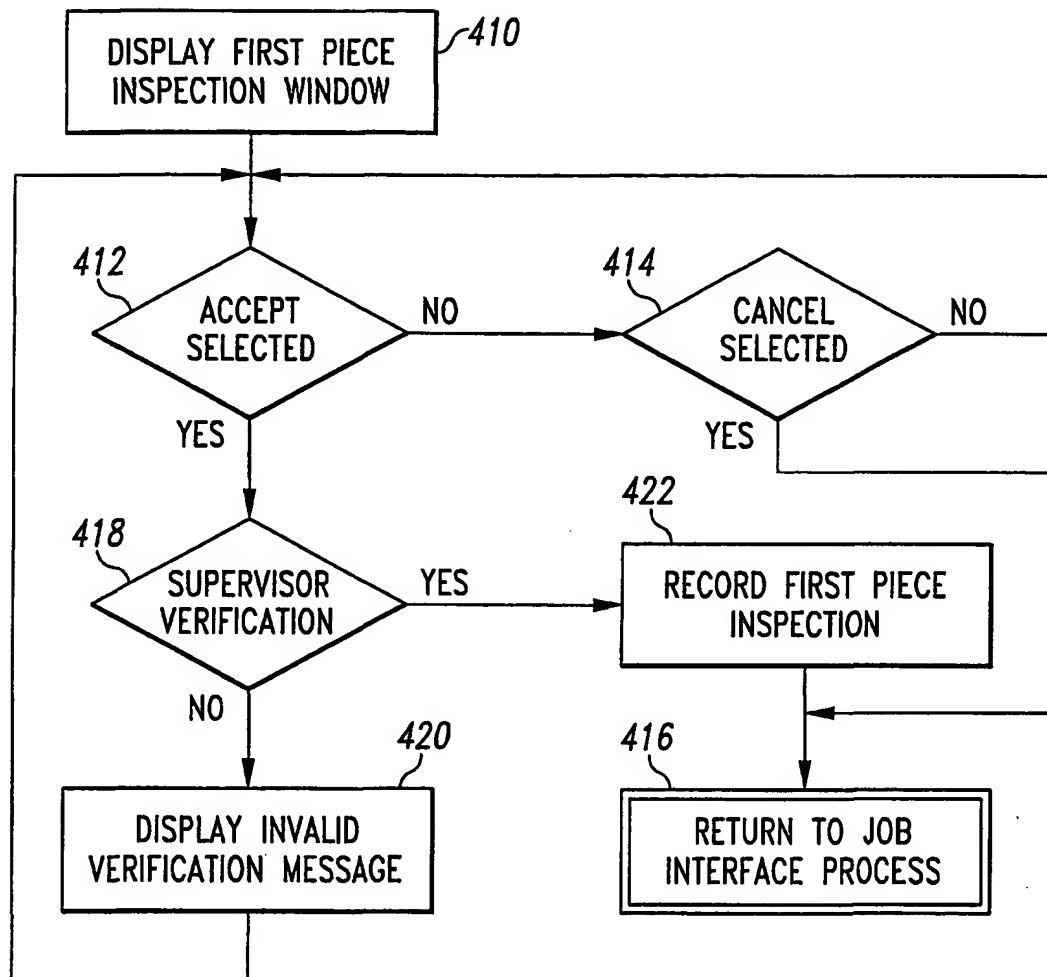 DISPLAY FIRST PIECE
INSPECTION WINDOW
410
412
ACCEPT
SELECTED
NO
YES
414
CANCEL
SELECTED
NO
YES
418
SUPERVISOR
VERIFICATION
YES
NO
422
RECORD FIRST PIECE
INSPECTION
420
DISPLAY INVALID
VERIFICATION MESSAGE
416
RETURN TO JOB
INTERFACE PROCESS